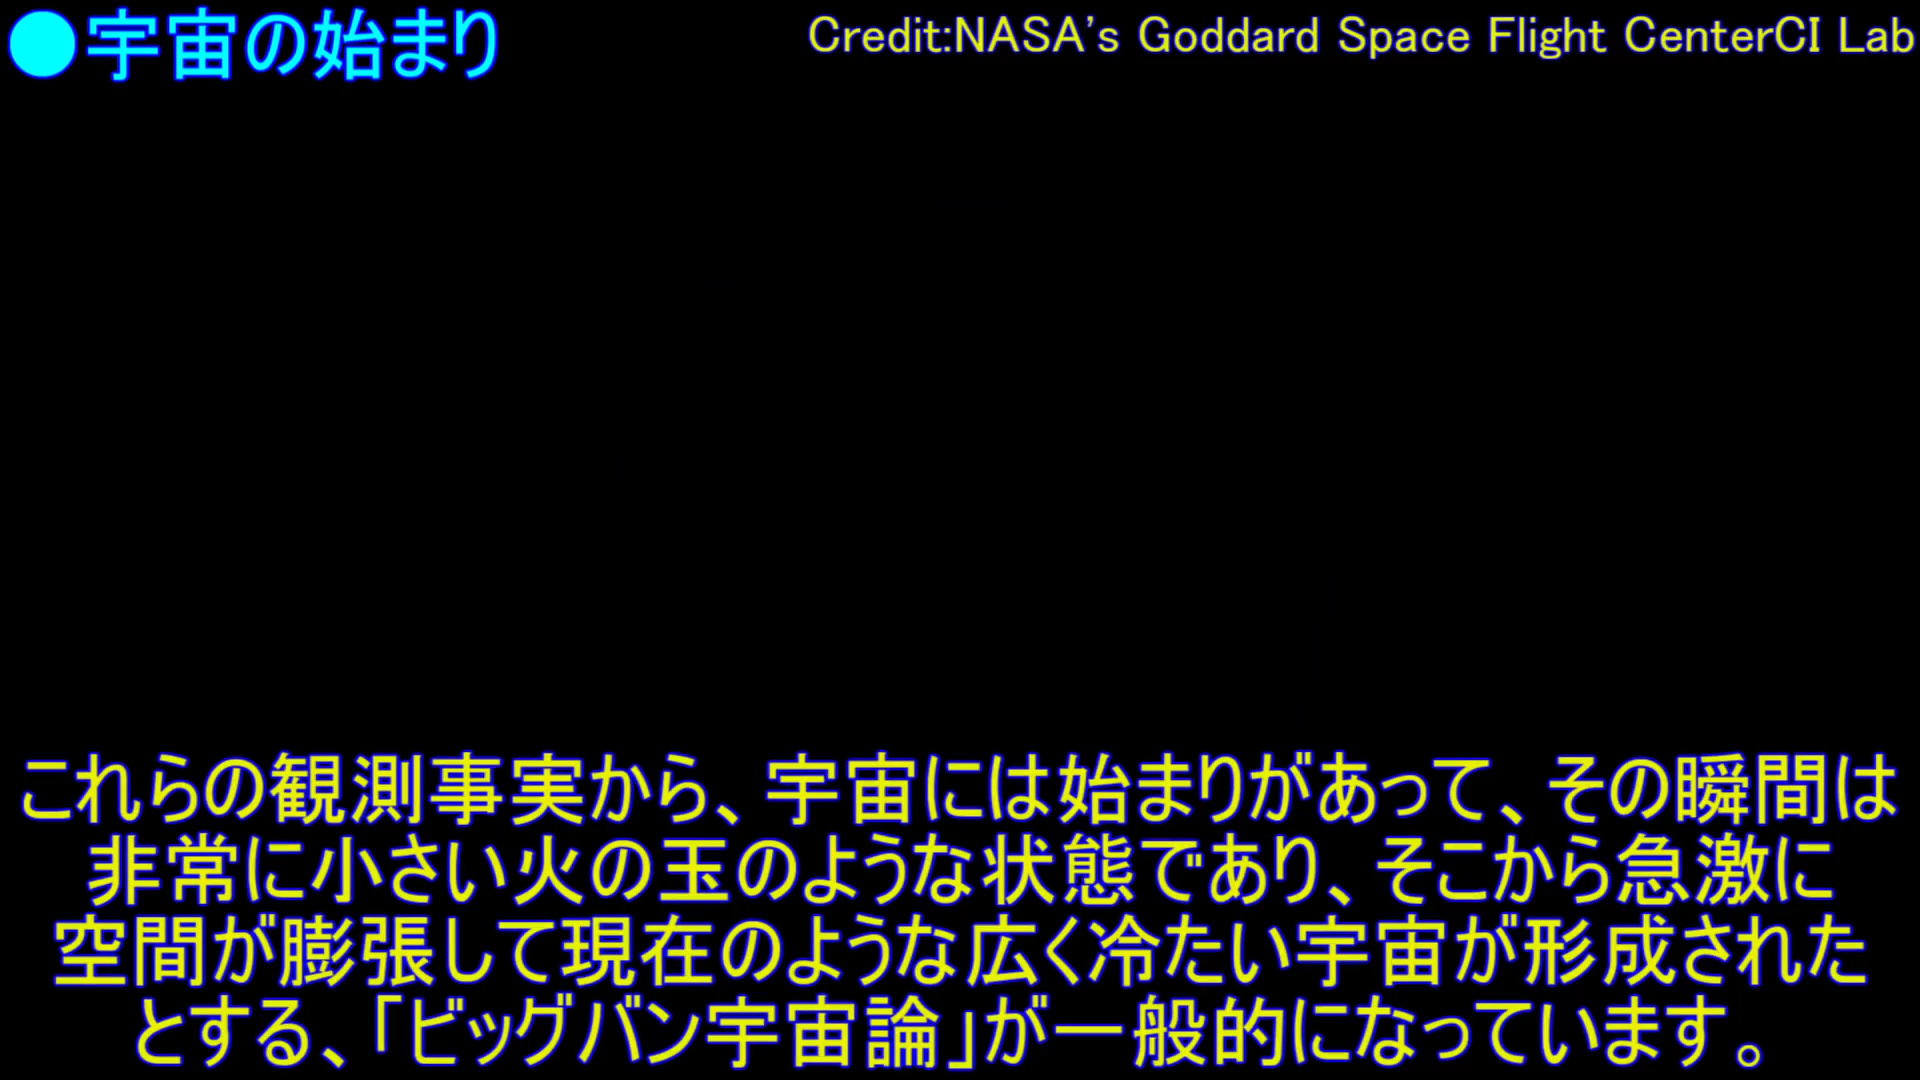 ●宇宙の始まり
Credit:NASA's Goddard Space Flight CenterCI Lab
これらの観測事実から、宇宙には始まりがあって、その瞬間は
非常に小さい火の玉のような状態であり、そこから急激に
空間が膨張して現在のような広く冷たい宇宙が形成された
とする、「ビッグバン宇宙論」が一般的になっています。